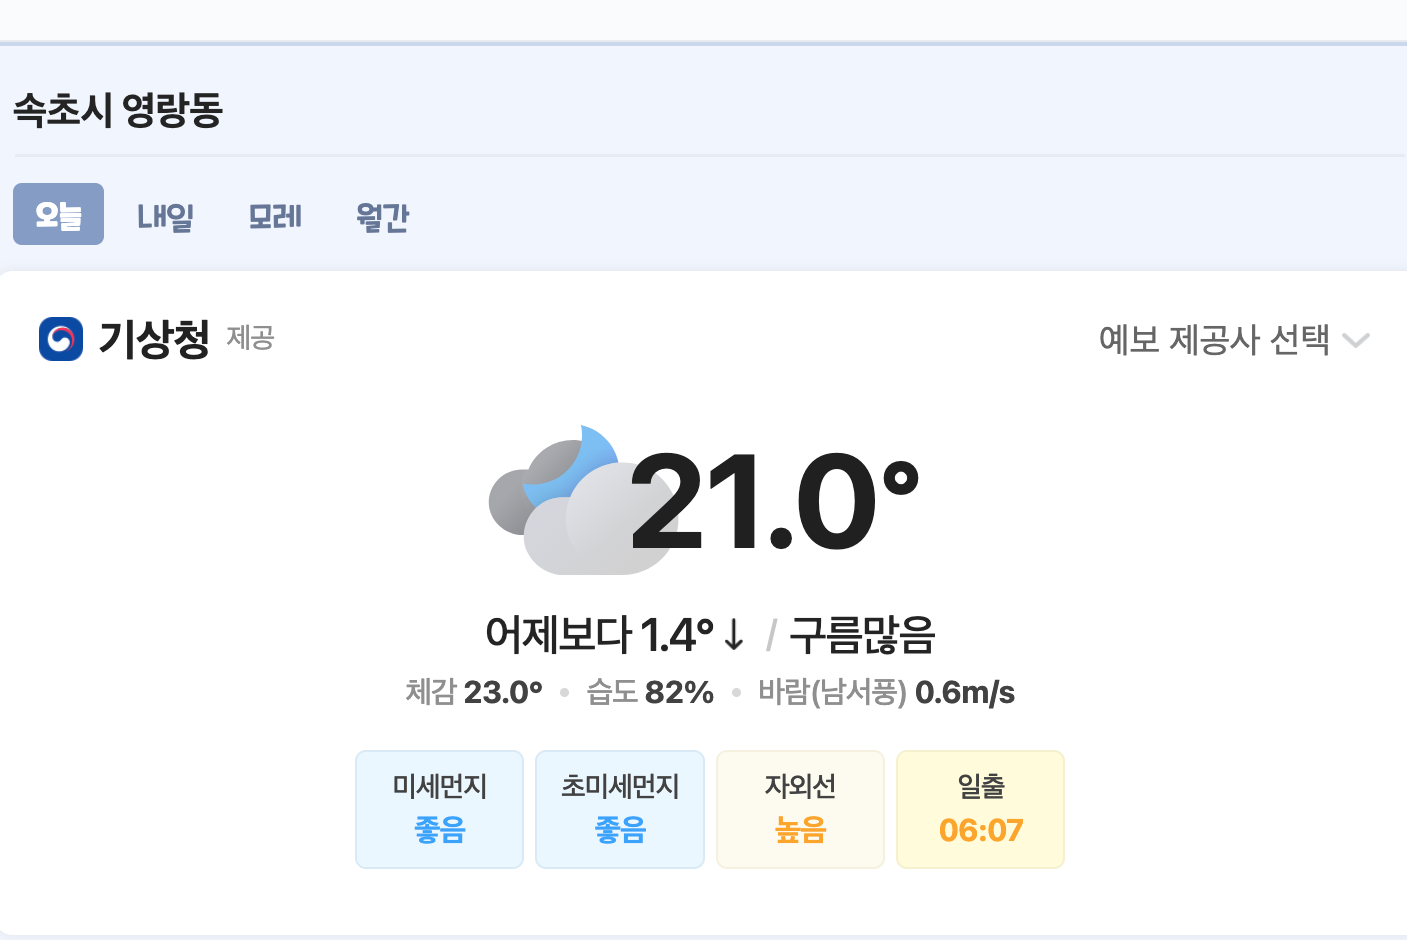 속초시 영랑동
오늘 내일 모레 월간
기상청 제공 예보 제공사 선택
21.0°
어제보다 1.4°↓ / 구름많음
체감 23.0° • 습도 82% • 바람(남서풍) 0.6m/s
미세먼지 초미세먼지 자외선 일출
좋음 좋음 높음 06:07